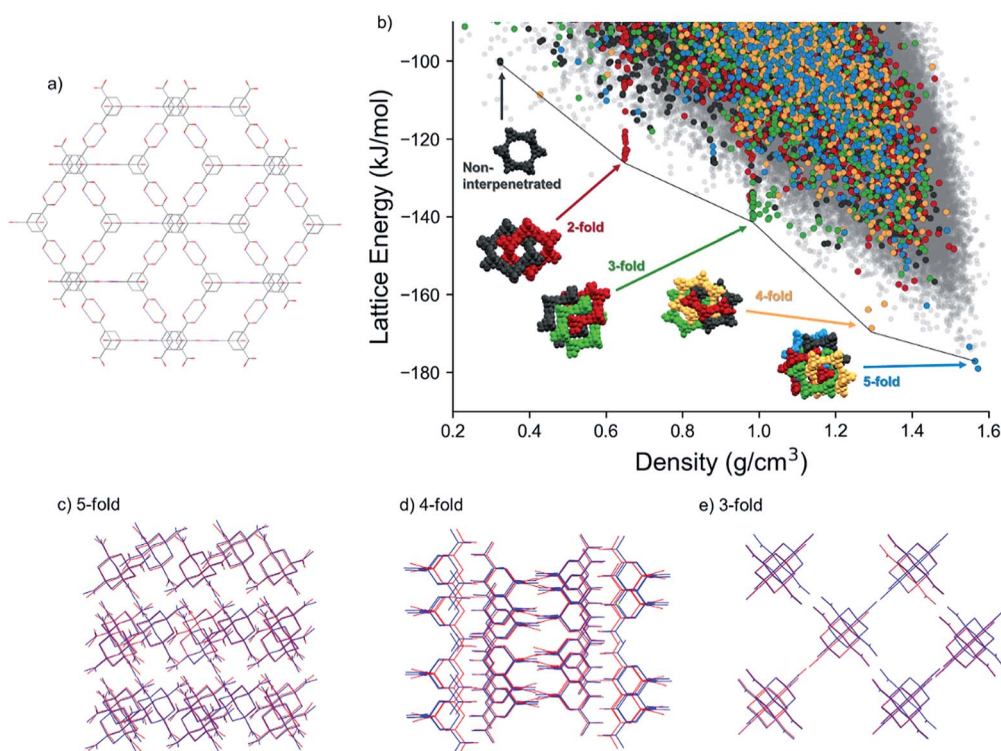 a)
b)
Lattice Energy (kJ/mol)
−100
−120
−140
−160
−180
Non-
interpenetrated
2-fold
3-fold
4-fold
5-fold
0.2 0.4 0.6 0.8 1.0 1.2 1.4 1.6
Density (g/cm³)
c) 5-fold
d) 4-fold
e) 3-fold